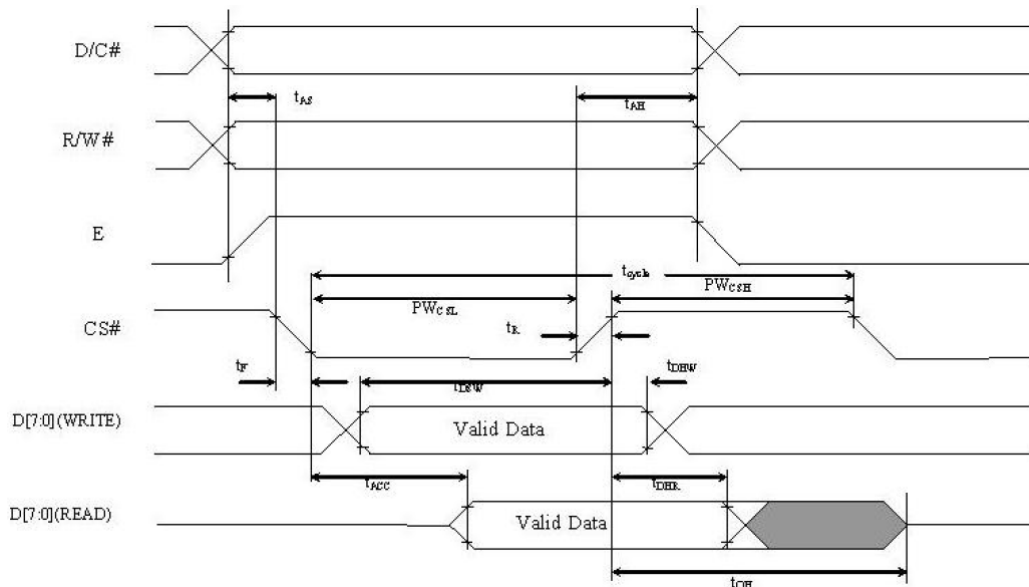 D/C#
tAS
tAH
R/W#
E
tcycle
PWCSL
PWCSH
CS#
tR
tF
tDSW
tDHW
D[7:0](WRITE)
Valid Data
tACC
tDHR
D[7:0](READ)
Valid Data
tOH